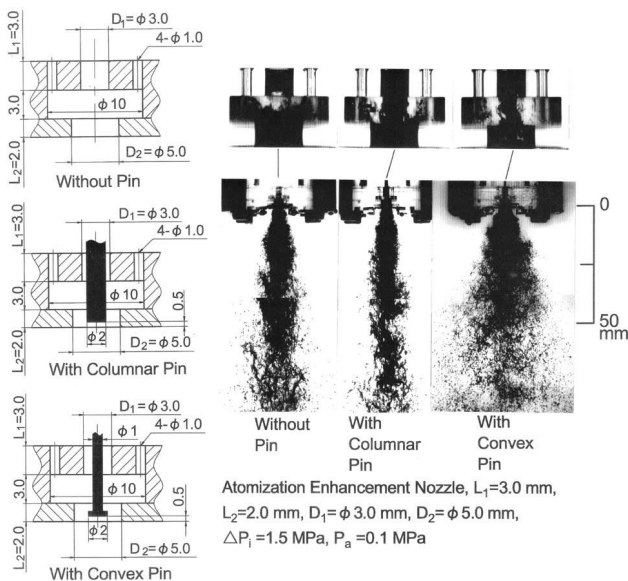 L₁=3.0
D₁=φ3.0
4-φ1.0
3.0
φ10
L₂=2.0
D₂=φ5.0
Without Pin
L₁=3.0
D₁=φ3.0
4-φ1.0
3.0
φ10
0.5
L₂=2.0
φ2
D₂=φ5.0
With Columnar Pin
L₁=3.0
D₁=φ3.0
φ1
4-φ1.0
3.0
φ10
0.5
L₂=2.0
φ2
D₂=φ5.0
With Convex Pin
0
50
mm
Without
Pin
With
Columnar
Pin
With
Convex
Pin
Atomization Enhancement Nozzle, L₁=3.0 mm,
L₂=2.0 mm, D₁=φ3.0 mm, D₂=φ5.0 mm,
△Pᵢ=1.5 MPa, Pₐ=0.1 MPa